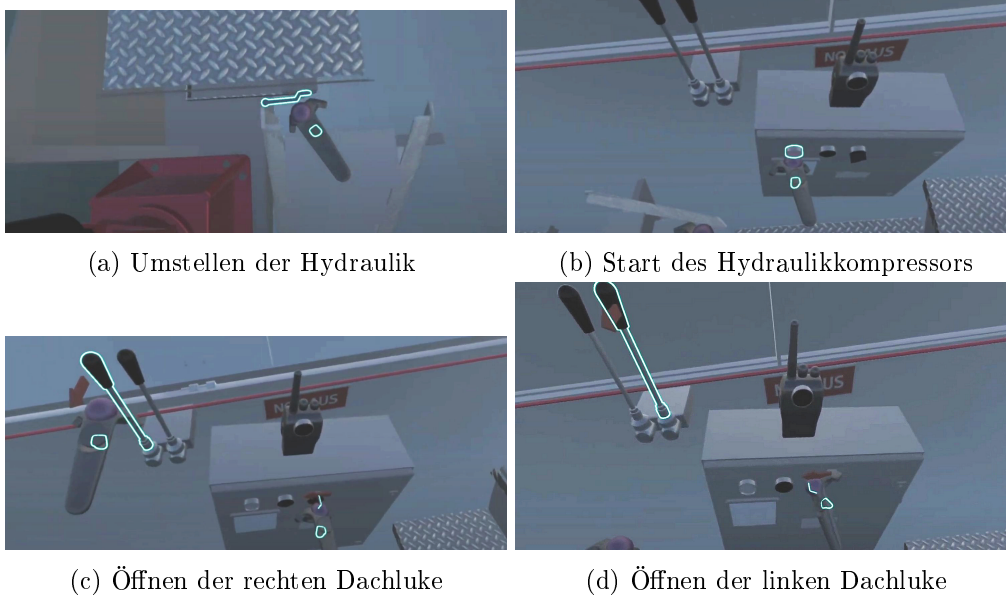 (a) Umstellen der Hydraulik
(b) Start des Hydraulikkompressors
(c) Öffnen der rechten Dachluke
(d) Öffnen der linken Dachluke